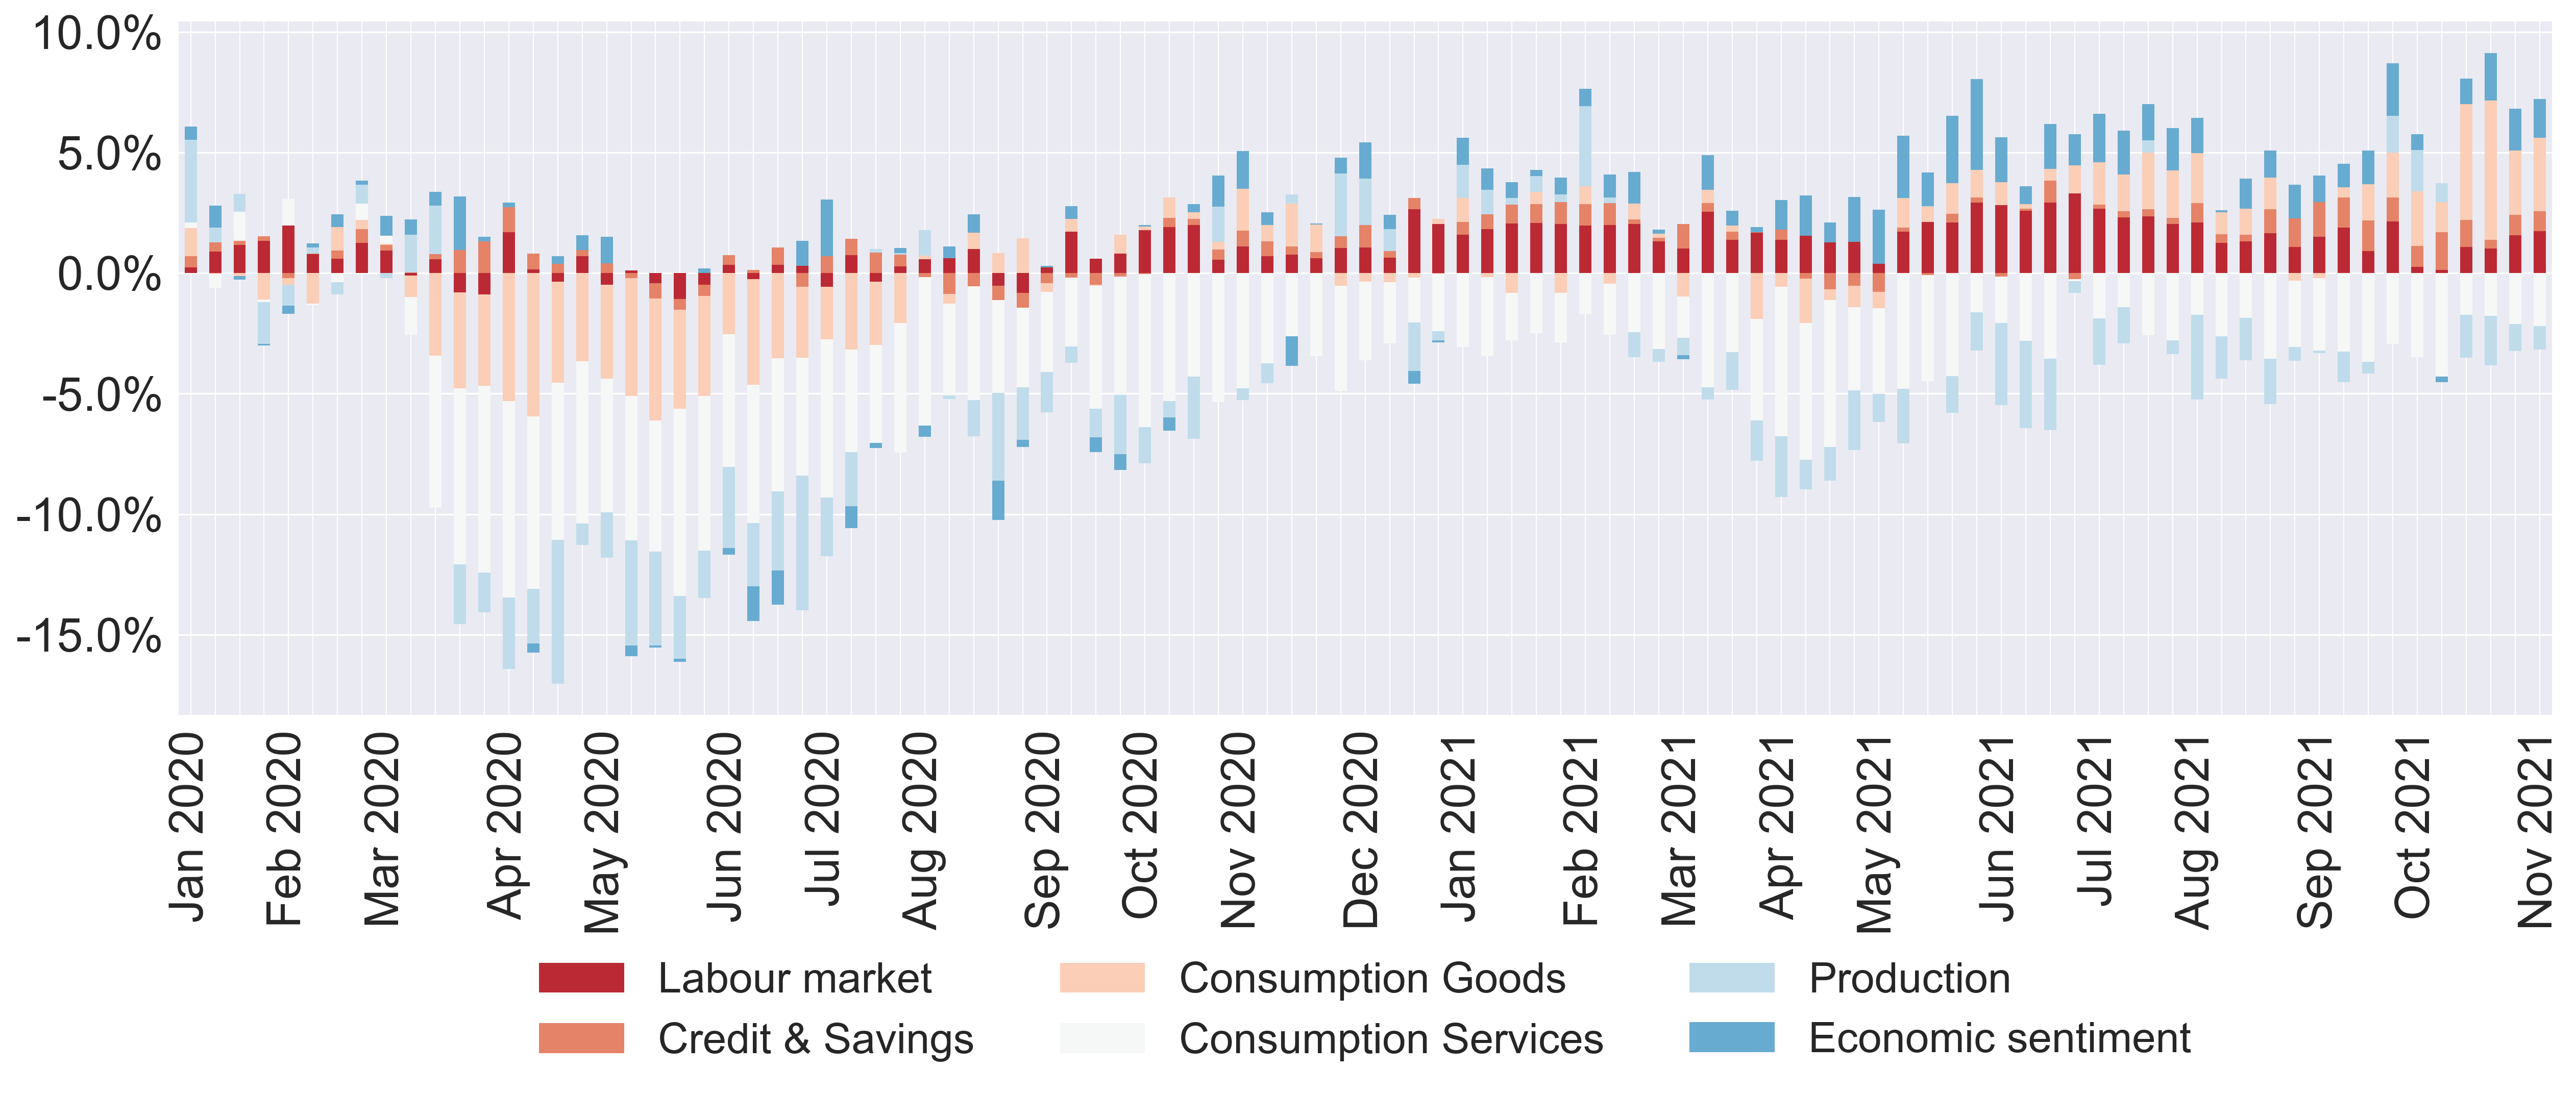 10.0%
5.0%
0.0%
-5.0%
-10.0%
-15.0%
Jan 2020
Feb 2020
Mar 2020
Apr 2020
May 2020
Jun 2020
Jul 2020
Aug 2020
Sep 2020
Oct 2020
Nov 2020
Dec 2020
Jan 2021
Feb 2021
Mar 2021
Apr 2021
May 2021
Jun 2021
Jul 2021
Aug 2021
Sep 2021
Oct 2021
Nov 2021
Labour market
Consumption Goods
Production
Credit & Savings
Consumption Services
Economic sentiment